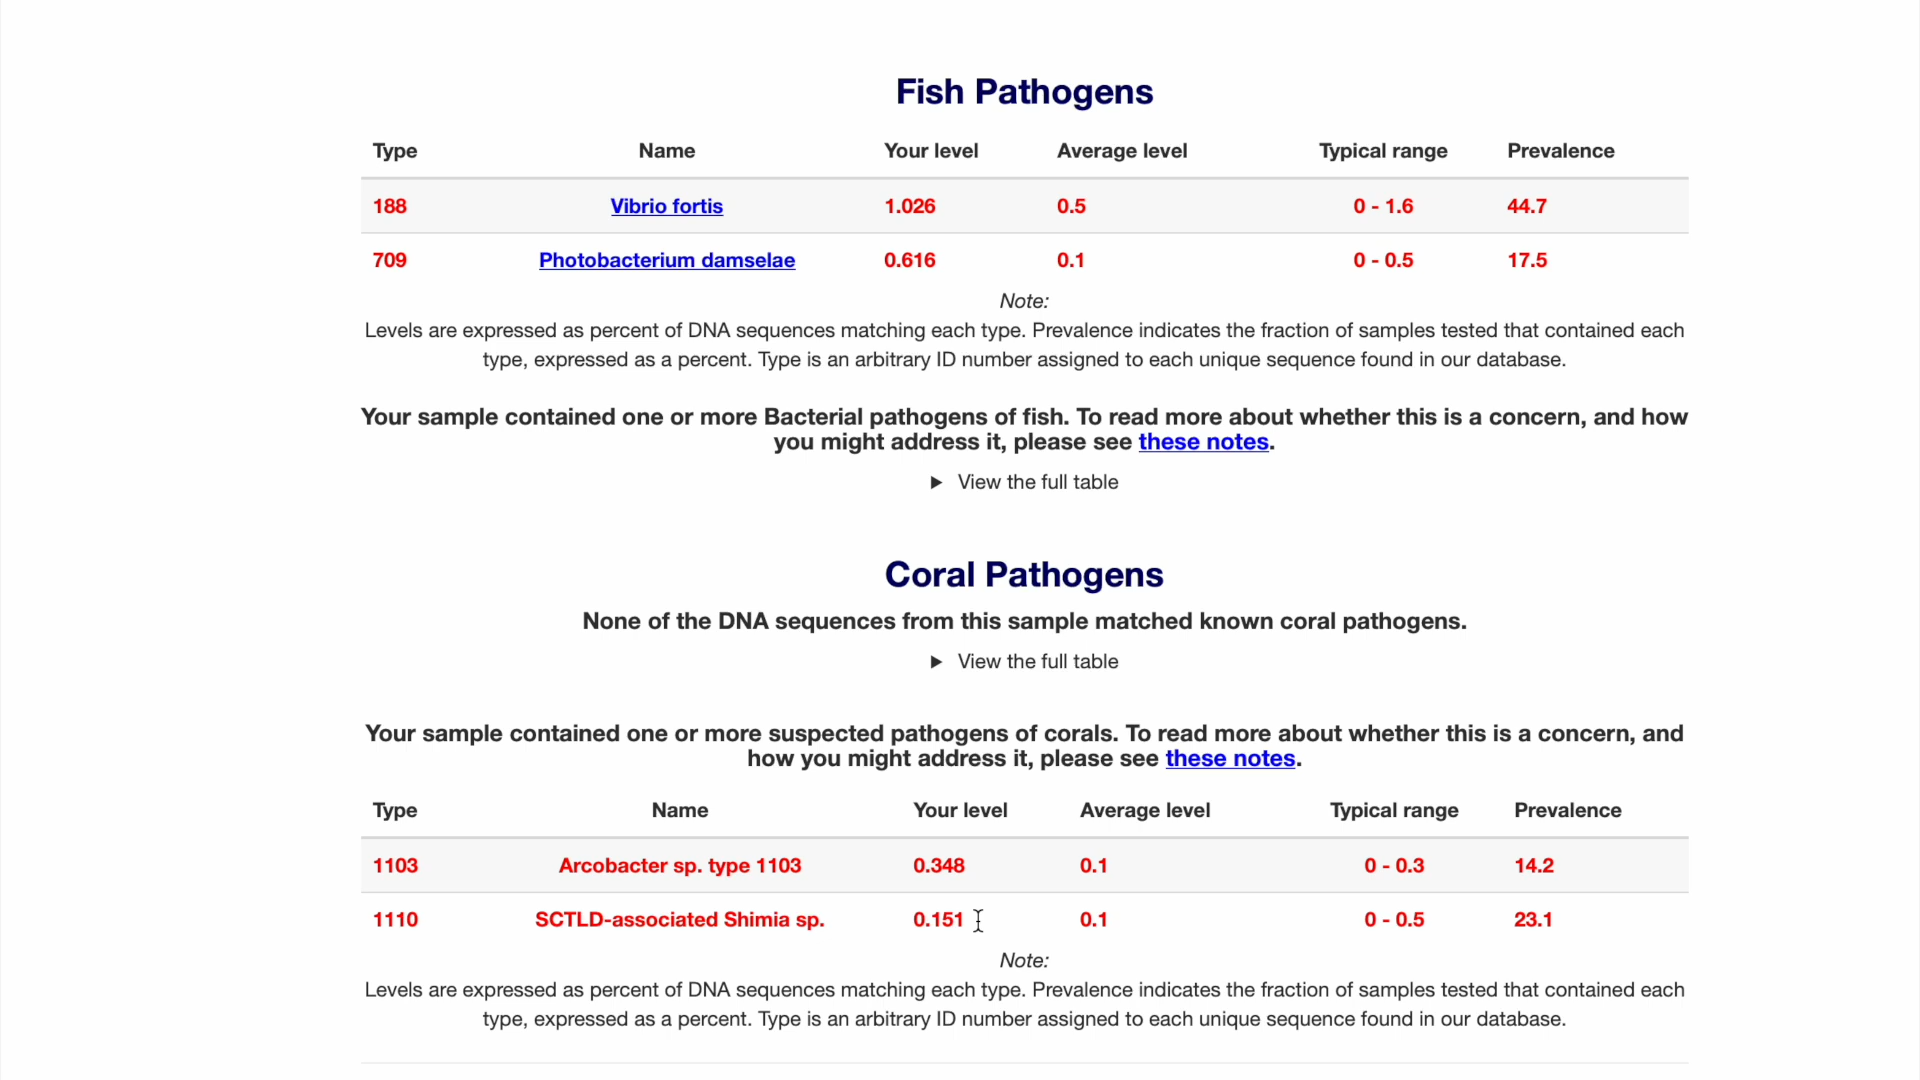 Fish Pathogens
Type Name Your level Average level Typical range Prevalence
188 Vibrio fortis 1.026 0.5 0 - 1.6 44.7
709 Photobacterium damselae 0.616 0.1 0 - 0.5 17.5
Note:
Levels are expressed as percent of DNA sequences matching each type. Prevalence indicates the fraction of samples tested that contained each
type, expressed as a percent. Type is an arbitrary ID number assigned to each unique sequence found in our database.
Your sample contained one or more Bacterial pathogens of fish. To read more about whether this is a concern, and how
you might address it, please see these notes.
▶ View the full table
Coral Pathogens
None of the DNA sequences from this sample matched known coral pathogens.
▶ View the full table
Your sample contained one or more suspected pathogens of corals. To read more about whether this is a concern, and
how you might address it, please see these notes.
Type Name Your level Average level Typical range Prevalence
1103 Arcobacter sp. type 1103 0.348 0.1 0 - 0.3 14.2
1110 SCTLD-associated Shimia sp. 0.151 0.1 0 - 0.5 23.1
Note:
Levels are expressed as percent of DNA sequences matching each type. Prevalence indicates the fraction of samples tested that contained each
type, expressed as a percent. Type is an arbitrary ID number assigned to each unique sequence found in our database.